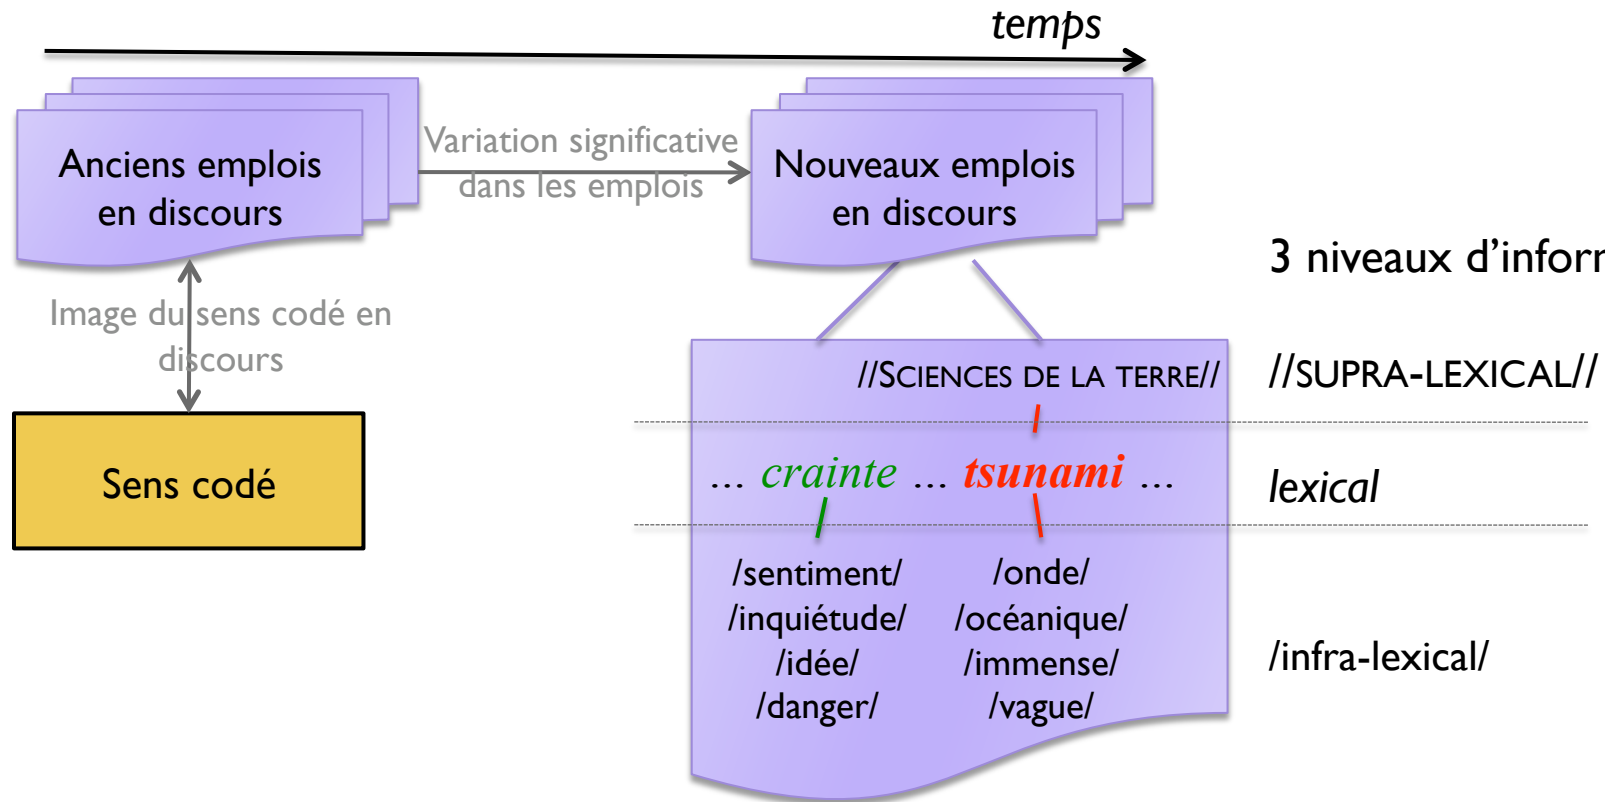 temps
Anciens emplois
en discours
Variation significative
dans les emplois
Nouveaux emplois
en discours
3 niveaux d’infor
Image du sens codé en
discours
//SCIENCES DE LA TERRE//
//SUPRA-LEXICAL//
Sens codé
... crainte ... tsunami ...
lexical
/sentiment/ /onde/
/inquiétude/ /océanique/
/idée/ /immense/
/danger/ /vague/
/infra-lexical/